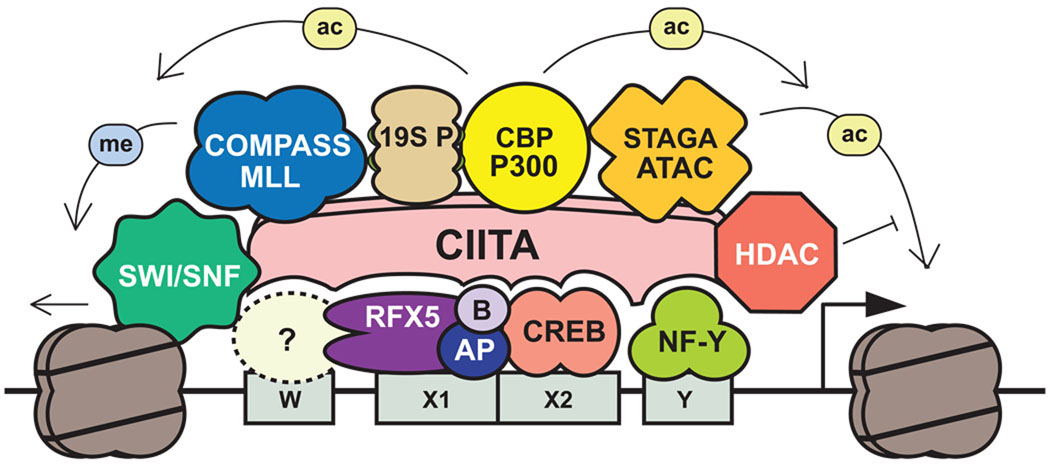 ac
ac
me
COMPASS
MLL
19S P
CBP
P300
STAGA
ATAC
ac
SWI/SNF
CIITA
HDAC
?
RFX5
B
AP
CREB
NF-Y
W
X1
X2
Y